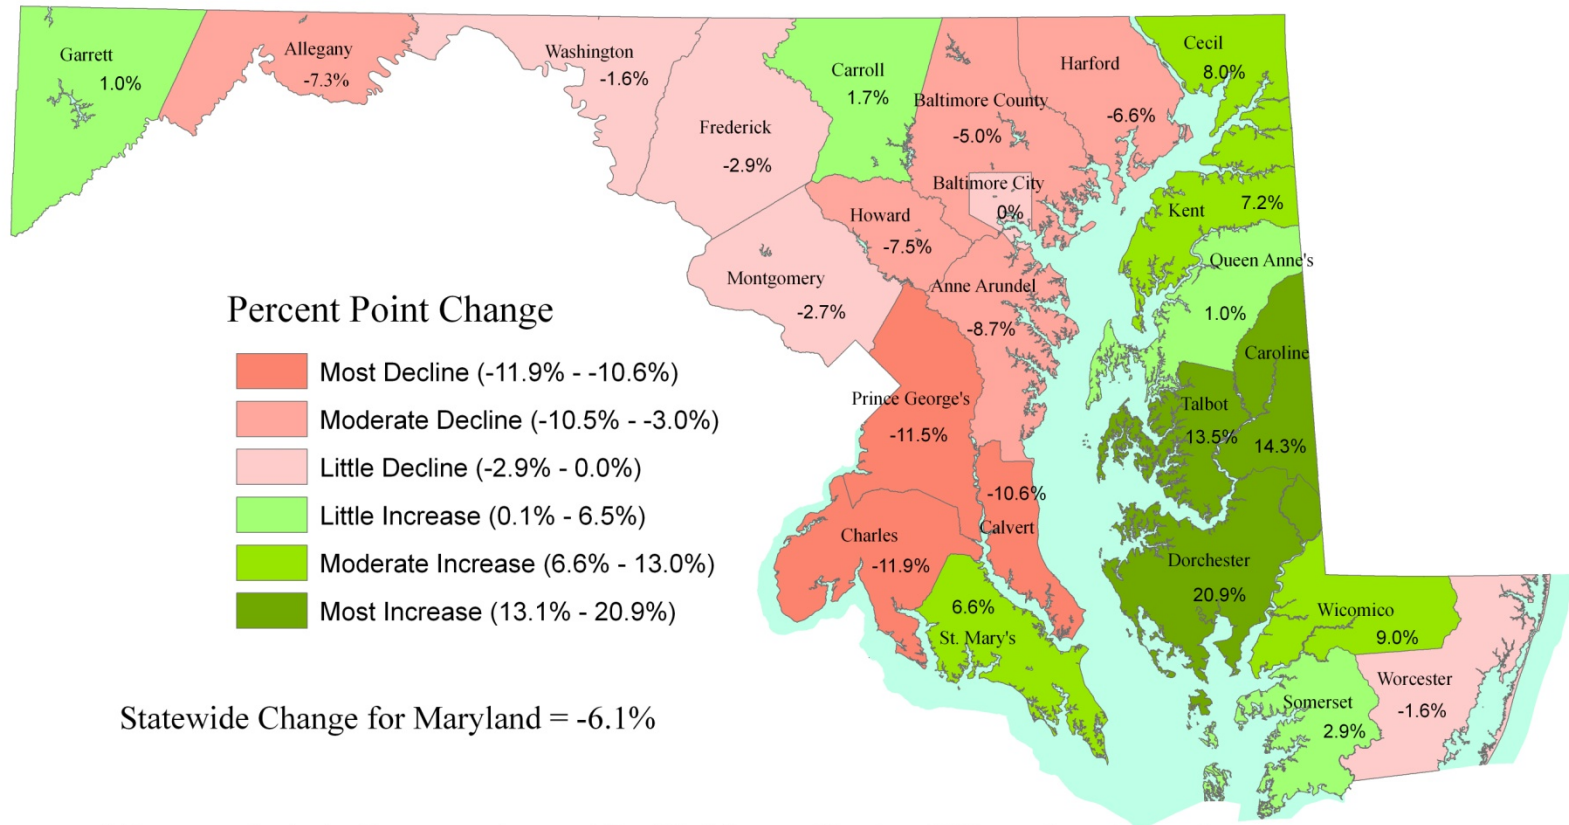 Garrett
1.0%
Allegany
-7.3%
Washington
-1.6%
Frederick
-2.9%
Carroll
1.7%
Baltimore County
-5.0%
Harford
-6.6%
Cecil
8.0%
Baltimore City
0%
Howard
-7.5%
Montgomery
-2.7%
Anne Arundel
-8.7%
Kent
7.2%
Queen Anne's
1.0%
Caroline
14.3%
Talbot
13.5%
Prince George's
-11.5%
-10.6%
Calvert
Charles
-11.9%
6.6%
St. Mary's
Dorchester
20.9%
Wicomico
9.0%
Somerset
2.9%
Worcester
-1.6%
Percent Point Change
Most Decline (-11.9% - -10.6%)
Moderate Decline (-10.5% - -3.0%)
Little Decline (-2.9% - 0.0%)
Little Increase (0.1% - 6.5%)
Moderate Increase (6.6% - 13.0%)
Most Increase (13.1% - 20.9%)
Statewide Change for Maryland = -6.1%